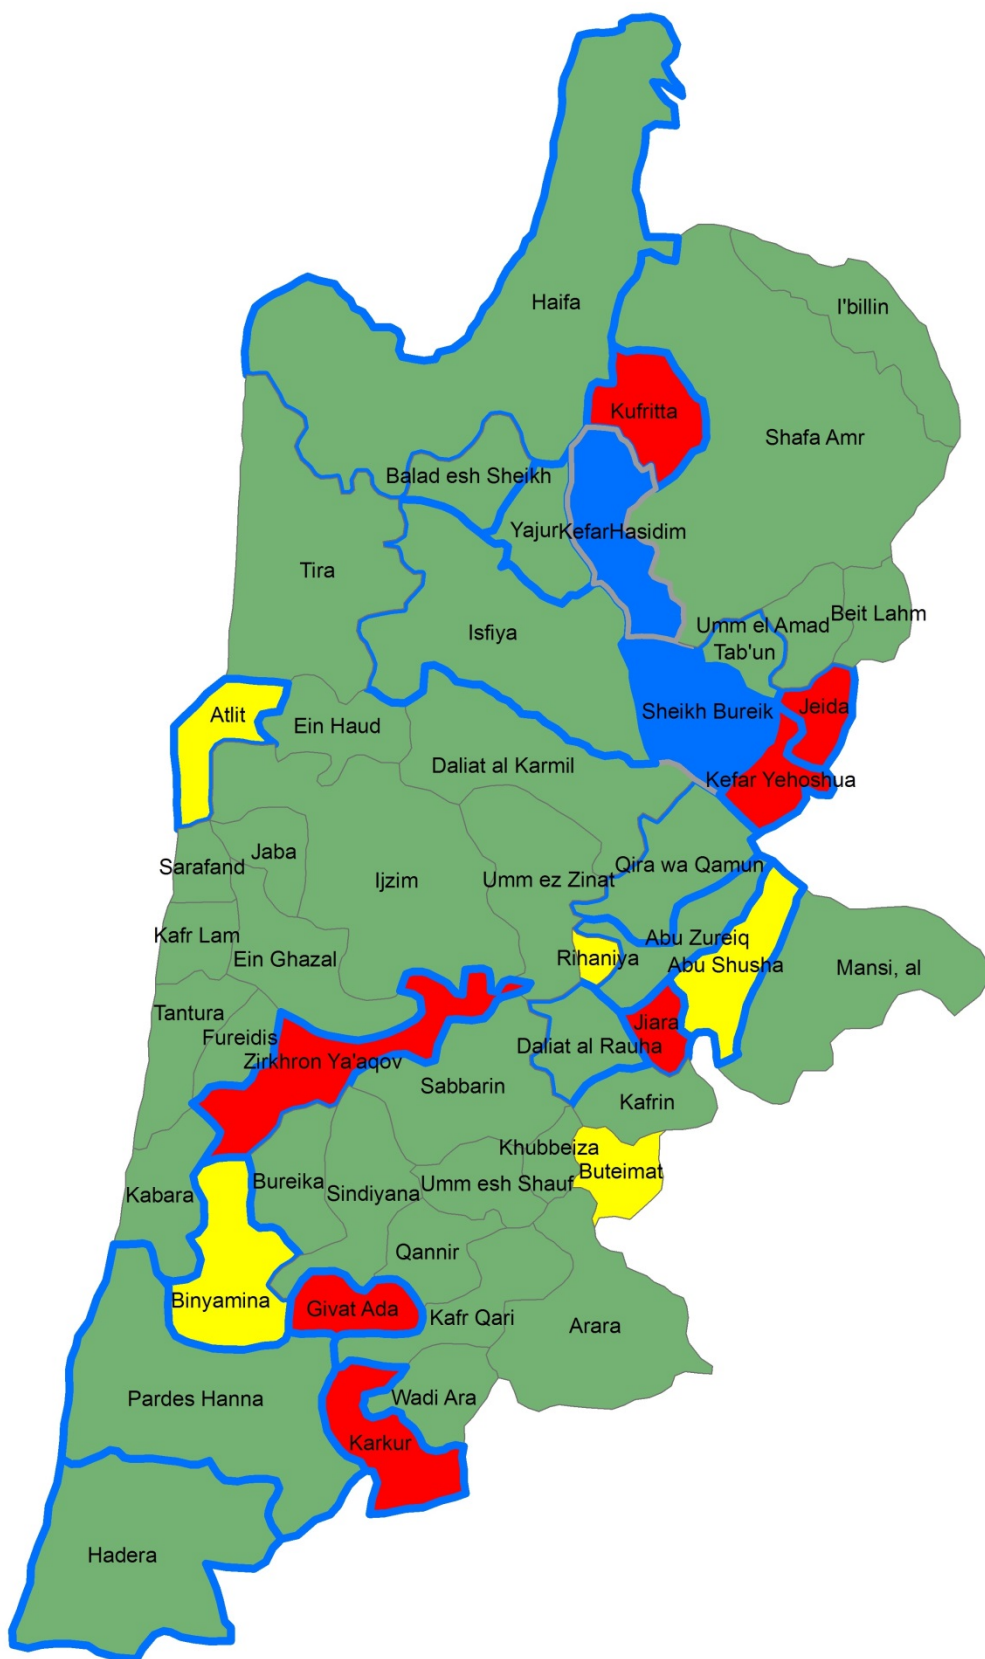 I'billin
Haifa
Kufritta
Shafa Amr
Balad esh Sheikh
Yajur
KefarHasidim
Tira
Beit Lahm
Umm el Amad
Isfiya
Tab'un
Atlit
Ein Haud
Sheikh Bureik
Jeida
Daliat al Karmil
Kefar Yehoshua
Jaba
Sarafand
Ijzim
Umm ez Zinat
Qira wa Qamun
Kafr Lam
Ein Ghazal
Rihaniya
Abu Zureiq
Abu Shusha
Mansi, al
Tantura
Fureidis
Jiara
Zirkhron Ya'aqov
Daliat al Rauha
Sabbarin
Kafrin
Khubbeiza
Buteimat
Kabara
Bureika
Sindiyana
Umm esh Shauf
Qannir
Binyamina
Givat Ada
Kafr Qari
Arara
Pardes Hanna
Wadi Ara
Karkur
Hadera